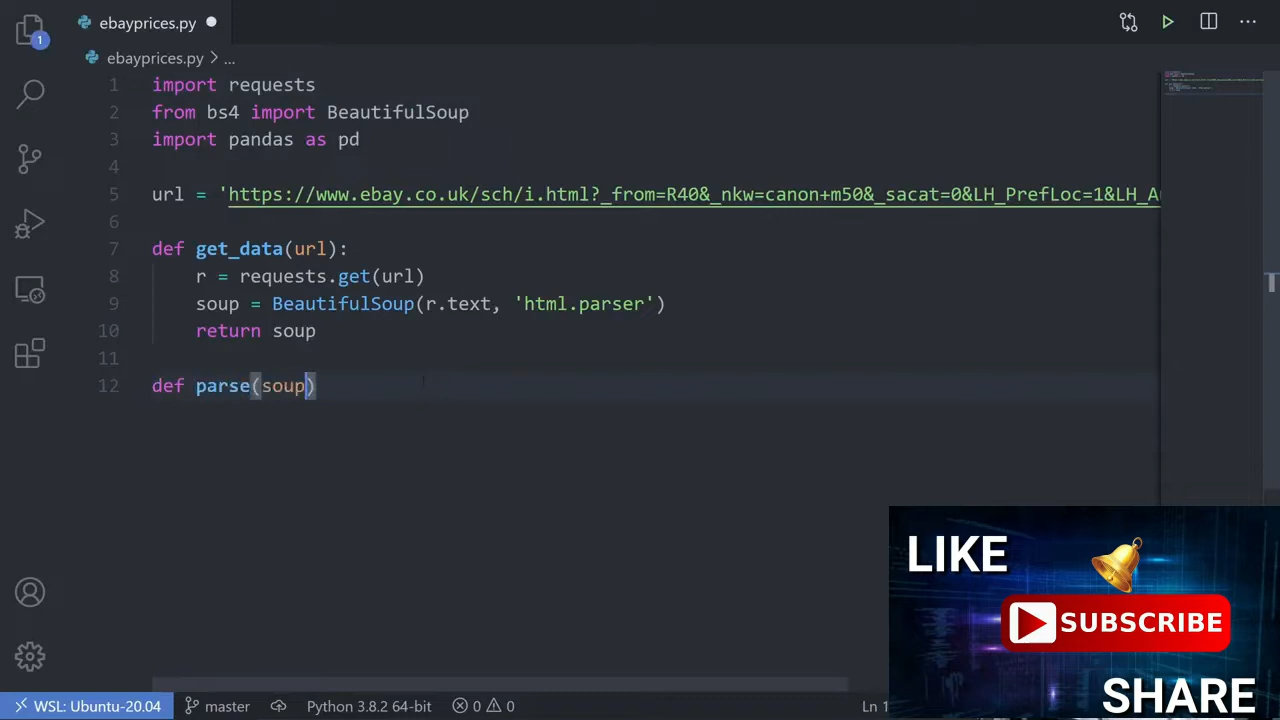 ebayprices.py
1
ebayprices.py > ...
1 import requests
2 from bs4 import BeautifulSoup
3 import pandas as pd
4
5 url = 'https://www.ebay.co.uk/sch/i.html?_from=R40&_nkw=canon+m50&_sacat=0&LH_PrefLoc=1&LH_A
6
7 def get_data(url):
8 r = requests.get(url)
9 soup = BeautifulSoup(r.text, 'html.parser')
10 return soup
11
12 def parse(soup)
LIKE
SUBSCRIBE
SHARE
WSL: Ubuntu-20.04 master Python 3.8.2 64-bit 0 0 Ln 1